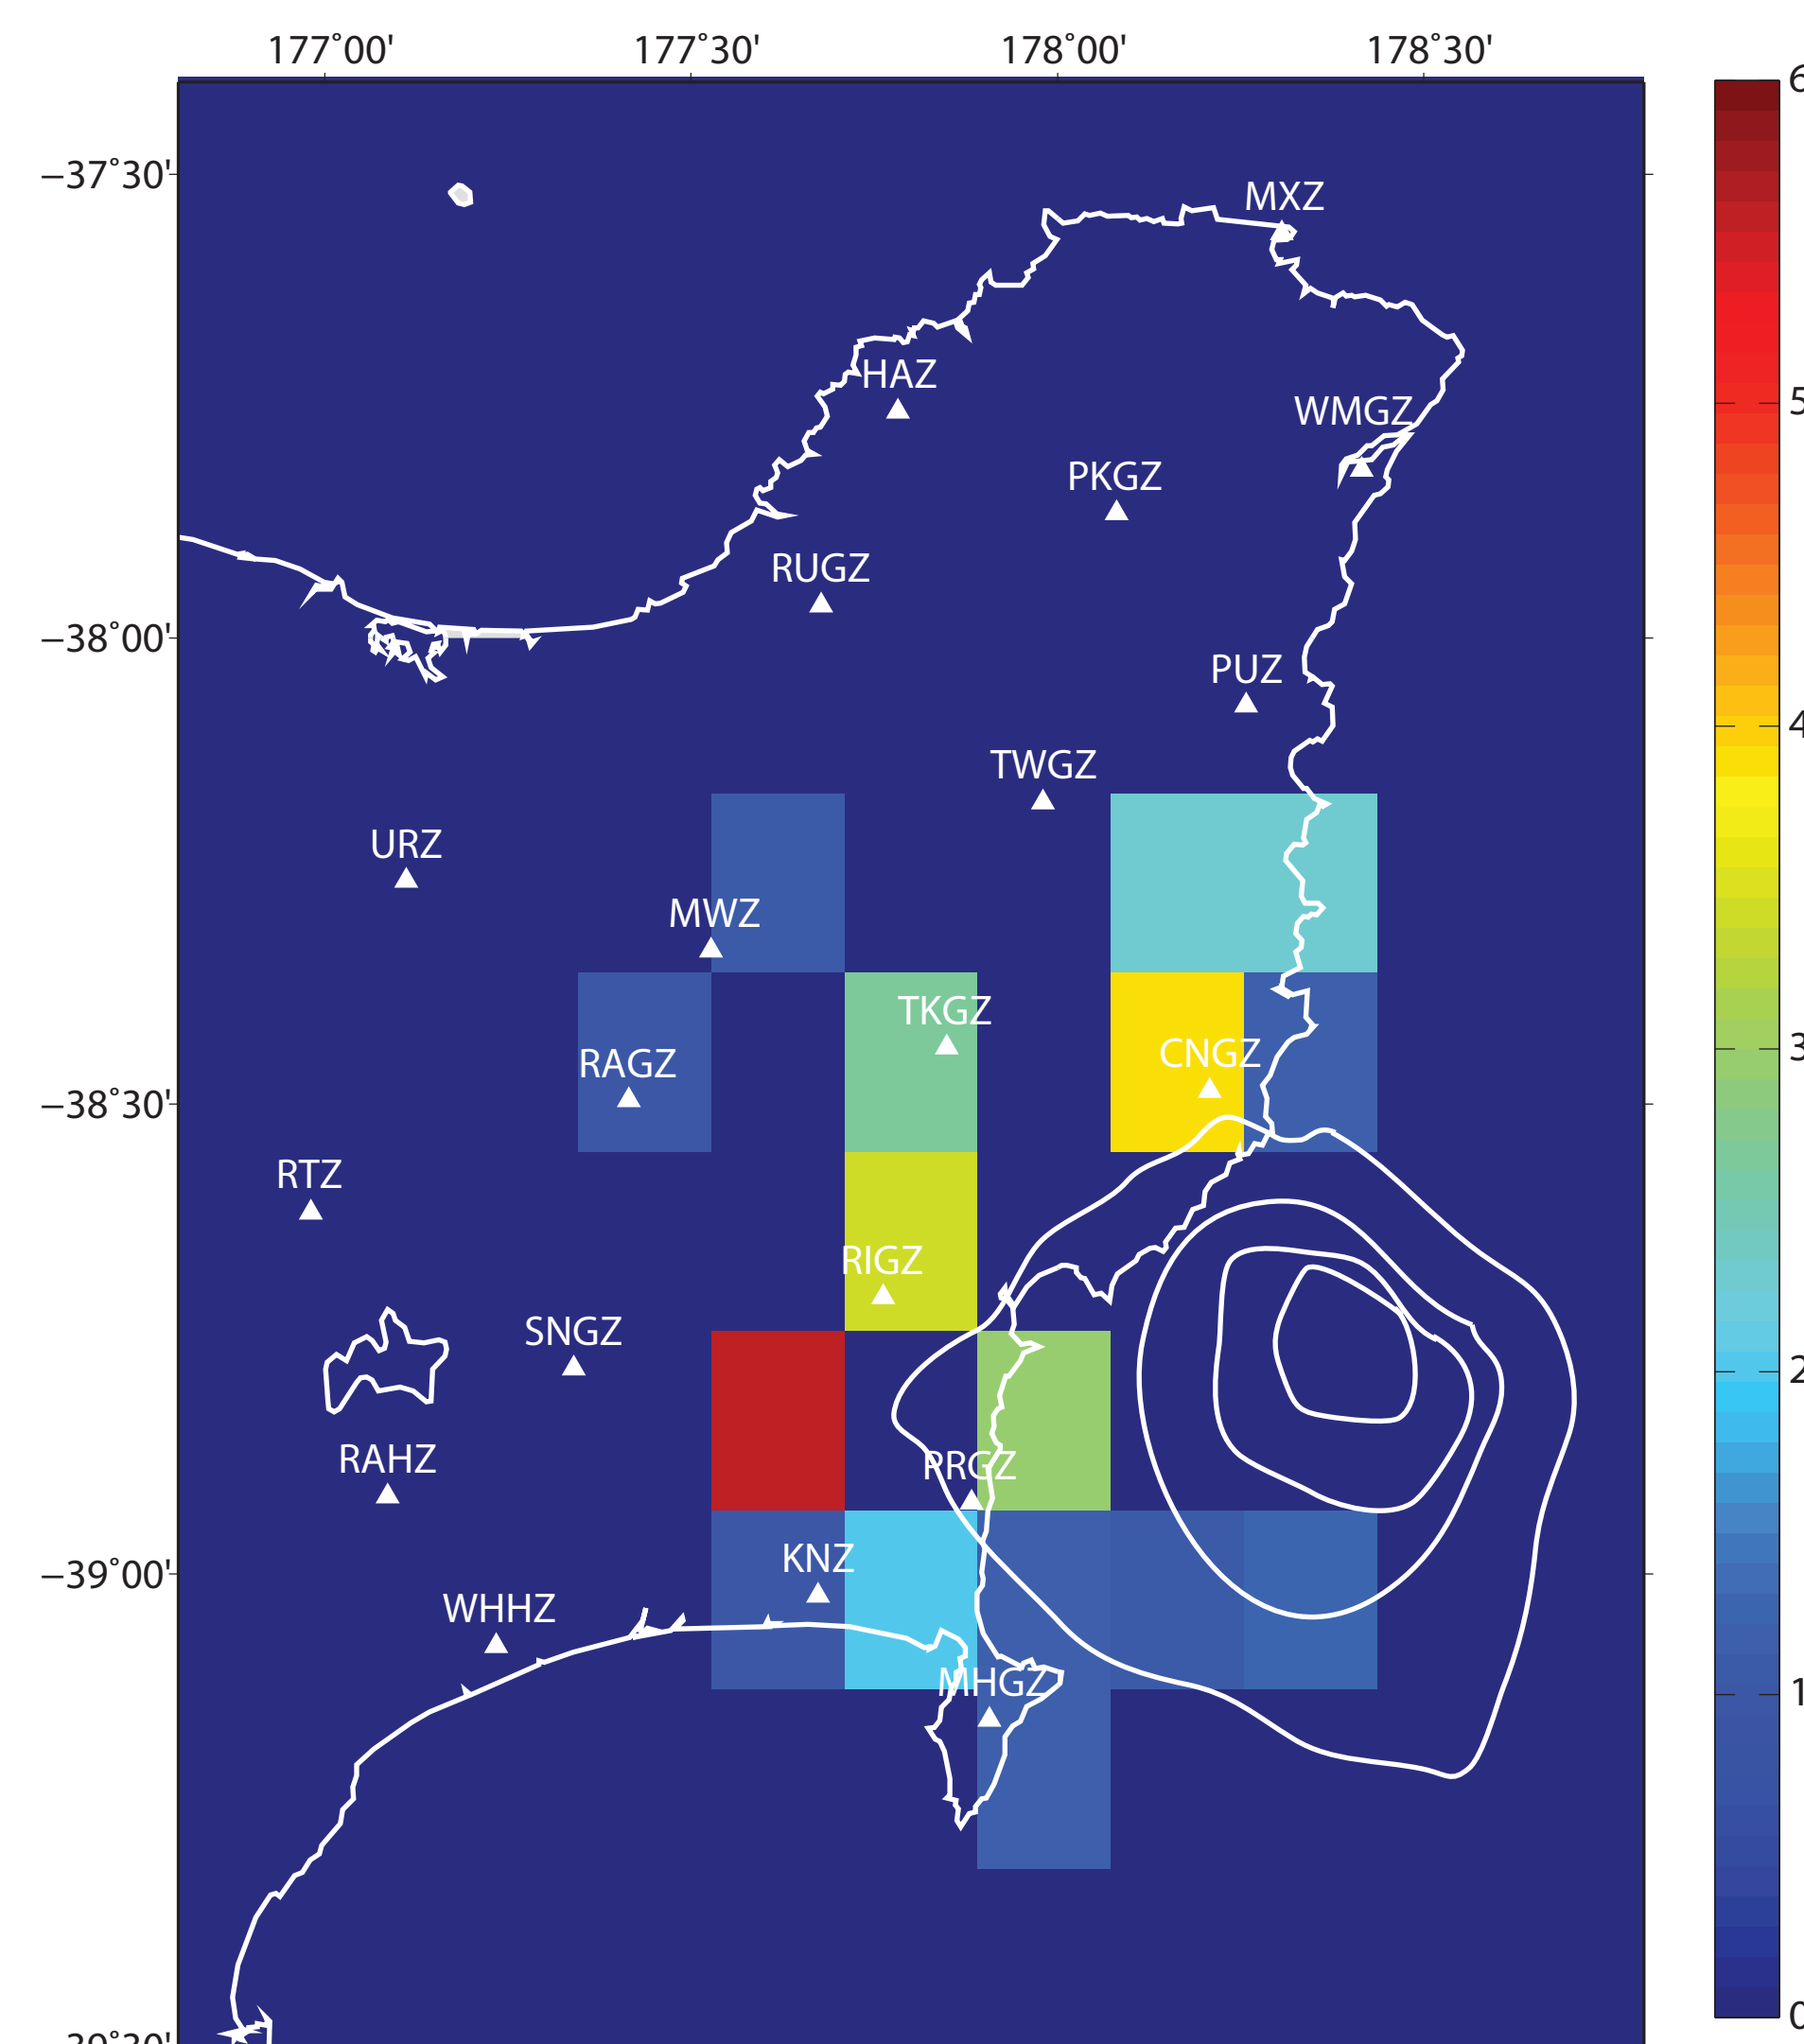 177˚00' 177˚30' 178˚00' 178˚30'
6
−37˚30'
MXZ
HAZ
5
WMGZ
PKGZ
RUGZ
−38˚00'
PUZ
4
TWGZ
URZ
MWZ
TKGZ
3
CNGZ
RAGZ
−38˚30'
RTZ
RIGZ
SNGZ
2
RAHZ
PRGZ
KNZ
−39˚00'
WHHZ
MHGZ
1
0